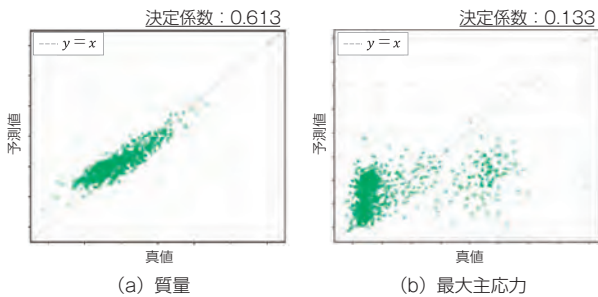 決定係数：0.613
y＝x
予測値
真値
（a）質量
決定係数：0.133
y＝x
予測値
真値
（b）最大主応力